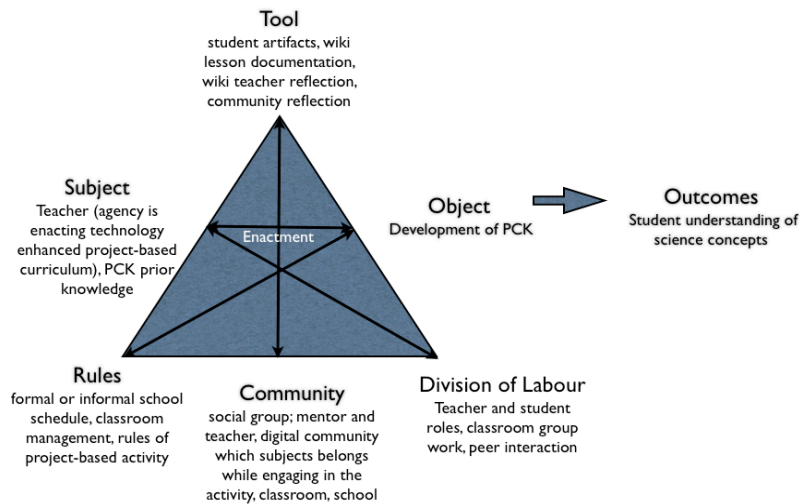 Tool
student artifacts, wiki
lesson documentation,
wiki teacher reflection,
community reflection
Subject
Teacher (agency is
enacting technology
enhanced project-based
curriculum), PCK prior
knowledge
Enactment
Object
Development of PCK
Outcomes
Student understanding of
science concepts
Rules
formal or informal school
schedule, classroom
management, rules of
project-based activity
Community
social group; mentor and
teacher, digital community
which subjects belongs
while engaging in the
activity, classroom, school
Division of Labour
Teacher and student
roles, classroom group
work, peer interaction